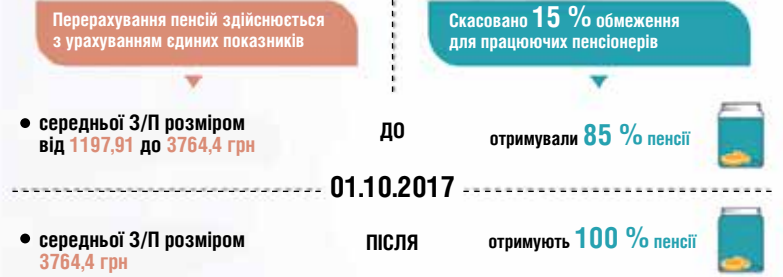 Перерахування пенсій здійснюється
з урахуванням єдиних показників
Скасовано 15 % обмеження
для працюючих пенсіонерів
• середньої З/П розміром
від 1197,91 до 3764,4 грн
ДО
отримували 85 % пенсії
01.10.2017
• середньої З/П розміром
3764,4 грн
ПІСЛЯ
отримують 100 % пенсії